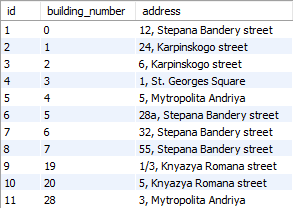 id building_number address
1 0 12, Stepana Bandery street
2 1 24, Karpinskogo street
3 2 6, Karpinskogo street
4 3 1, St. Georges Square
5 4 5, Mytropolita Andriya
6 5 28a, Stepana Bandery street
7 6 32, Stepana Bandery street
8 7 55, Stepana Bandery street
9 19 1/3, Knyazya Romana street
10 20 5, Knyazya Romana street
11 28 3, Mytropolita Andriya